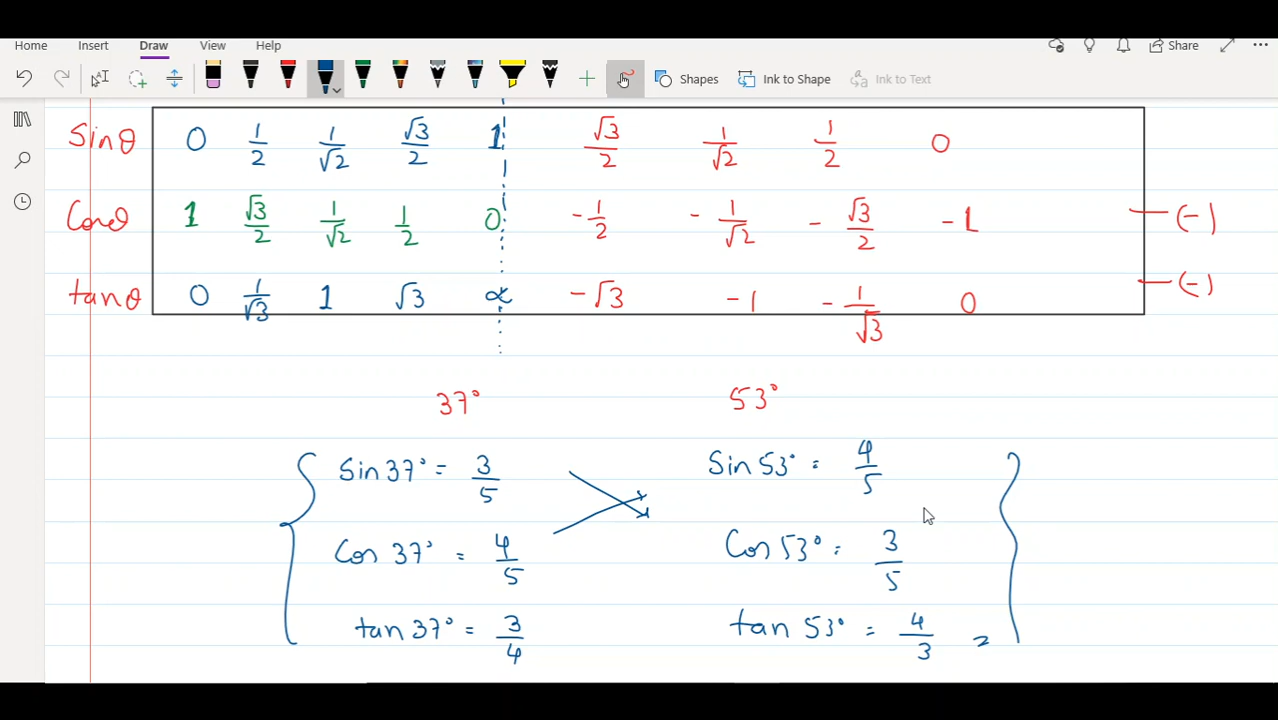 Home Insert Draw View Help Share
Shapes Ink to Shape Ink to Text
Sinθ 0 1/2 1/√2 √3/2 1 √3/2 1/√2 1/2 0
Cosθ 1 √3/2 1/√2 1/2 0 -1/2 -1/√2 -√3/2 -1 (-)
tanθ 0 1/√3 1 √3 ∝ -√3 -1 -1/√3 0 (-)
37° 53°
Sin 37° = 3/5 Sin 53° = 4/5
Cos 37° = 4/5 Cos 53° = 3/5
tan 37° = 3/4 tan 53° = 4/3